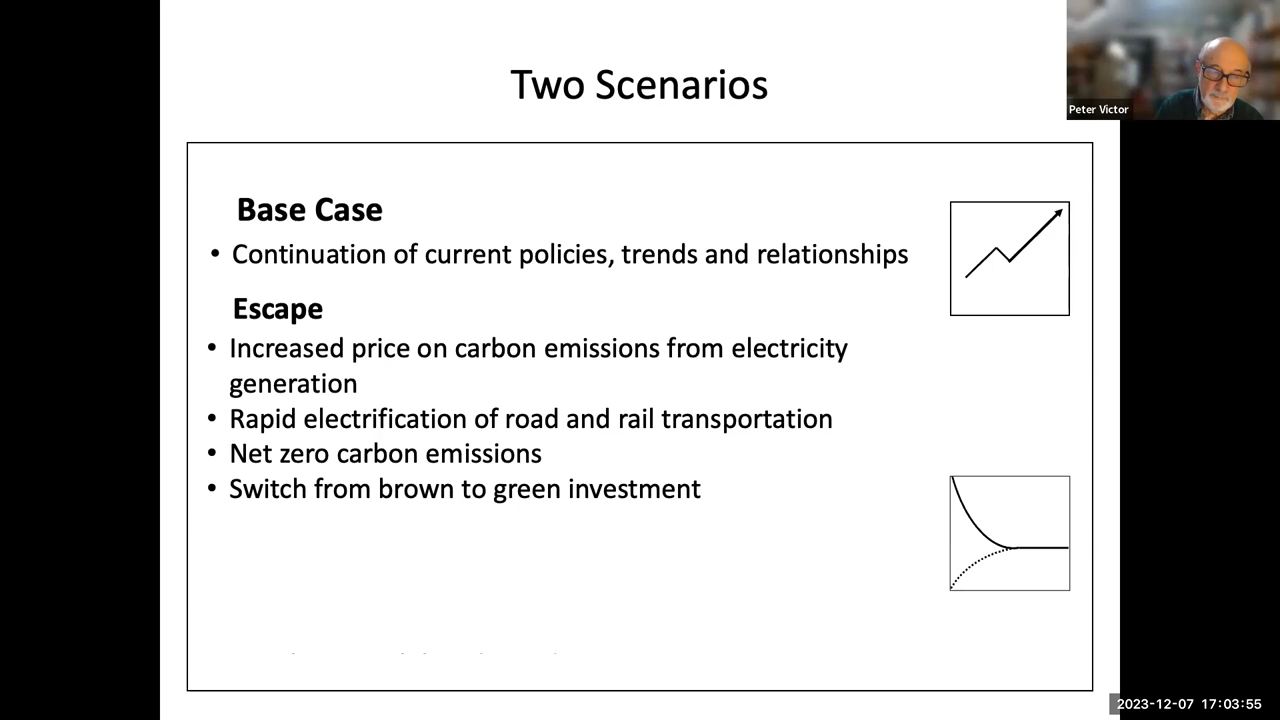 Two Scenarios
Peter Victor
Base Case
• Continuation of current policies, trends and relationships
Escape
• Increased price on carbon emissions from electricity
generation
• Rapid electrification of road and rail transportation
• Net zero carbon emissions
• Switch from brown to green investment
2023-12-07 17:03:55